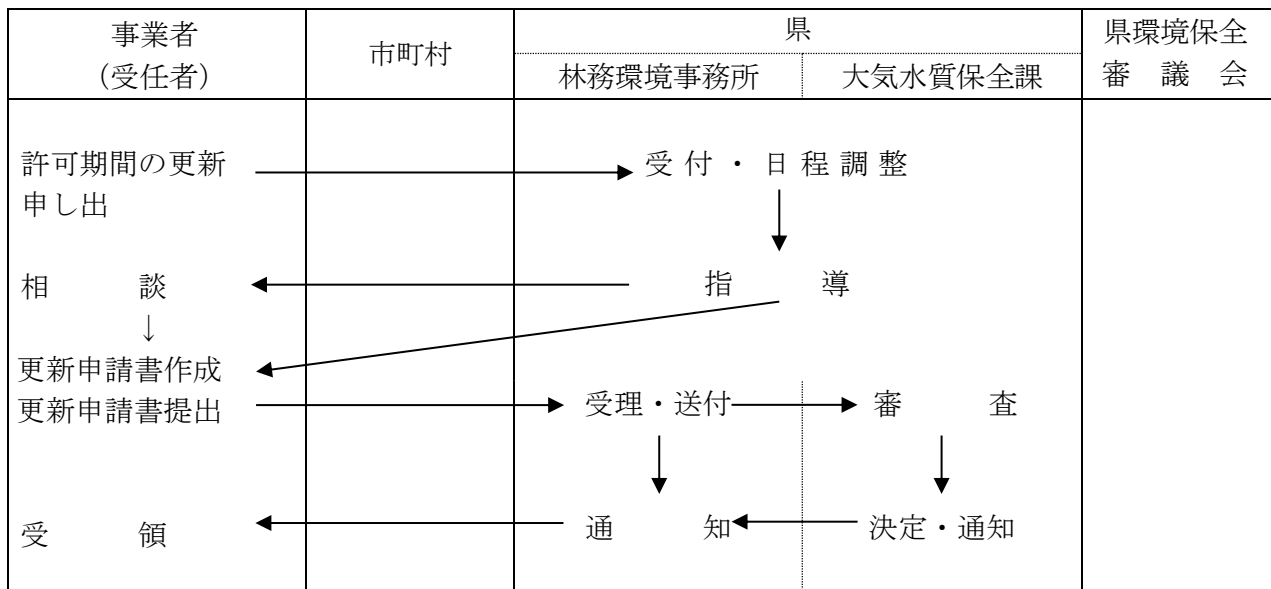 事業者
(受任者)
市町村
県
林務環境事務所
大気水質保全課
県環境保全
審議会
許可期間の更新
申し出
受付・日程調整
相談
指導
↓
更新申請書作成
更新申請書提出
受理・送付
審査
受領
通知
決定・通知